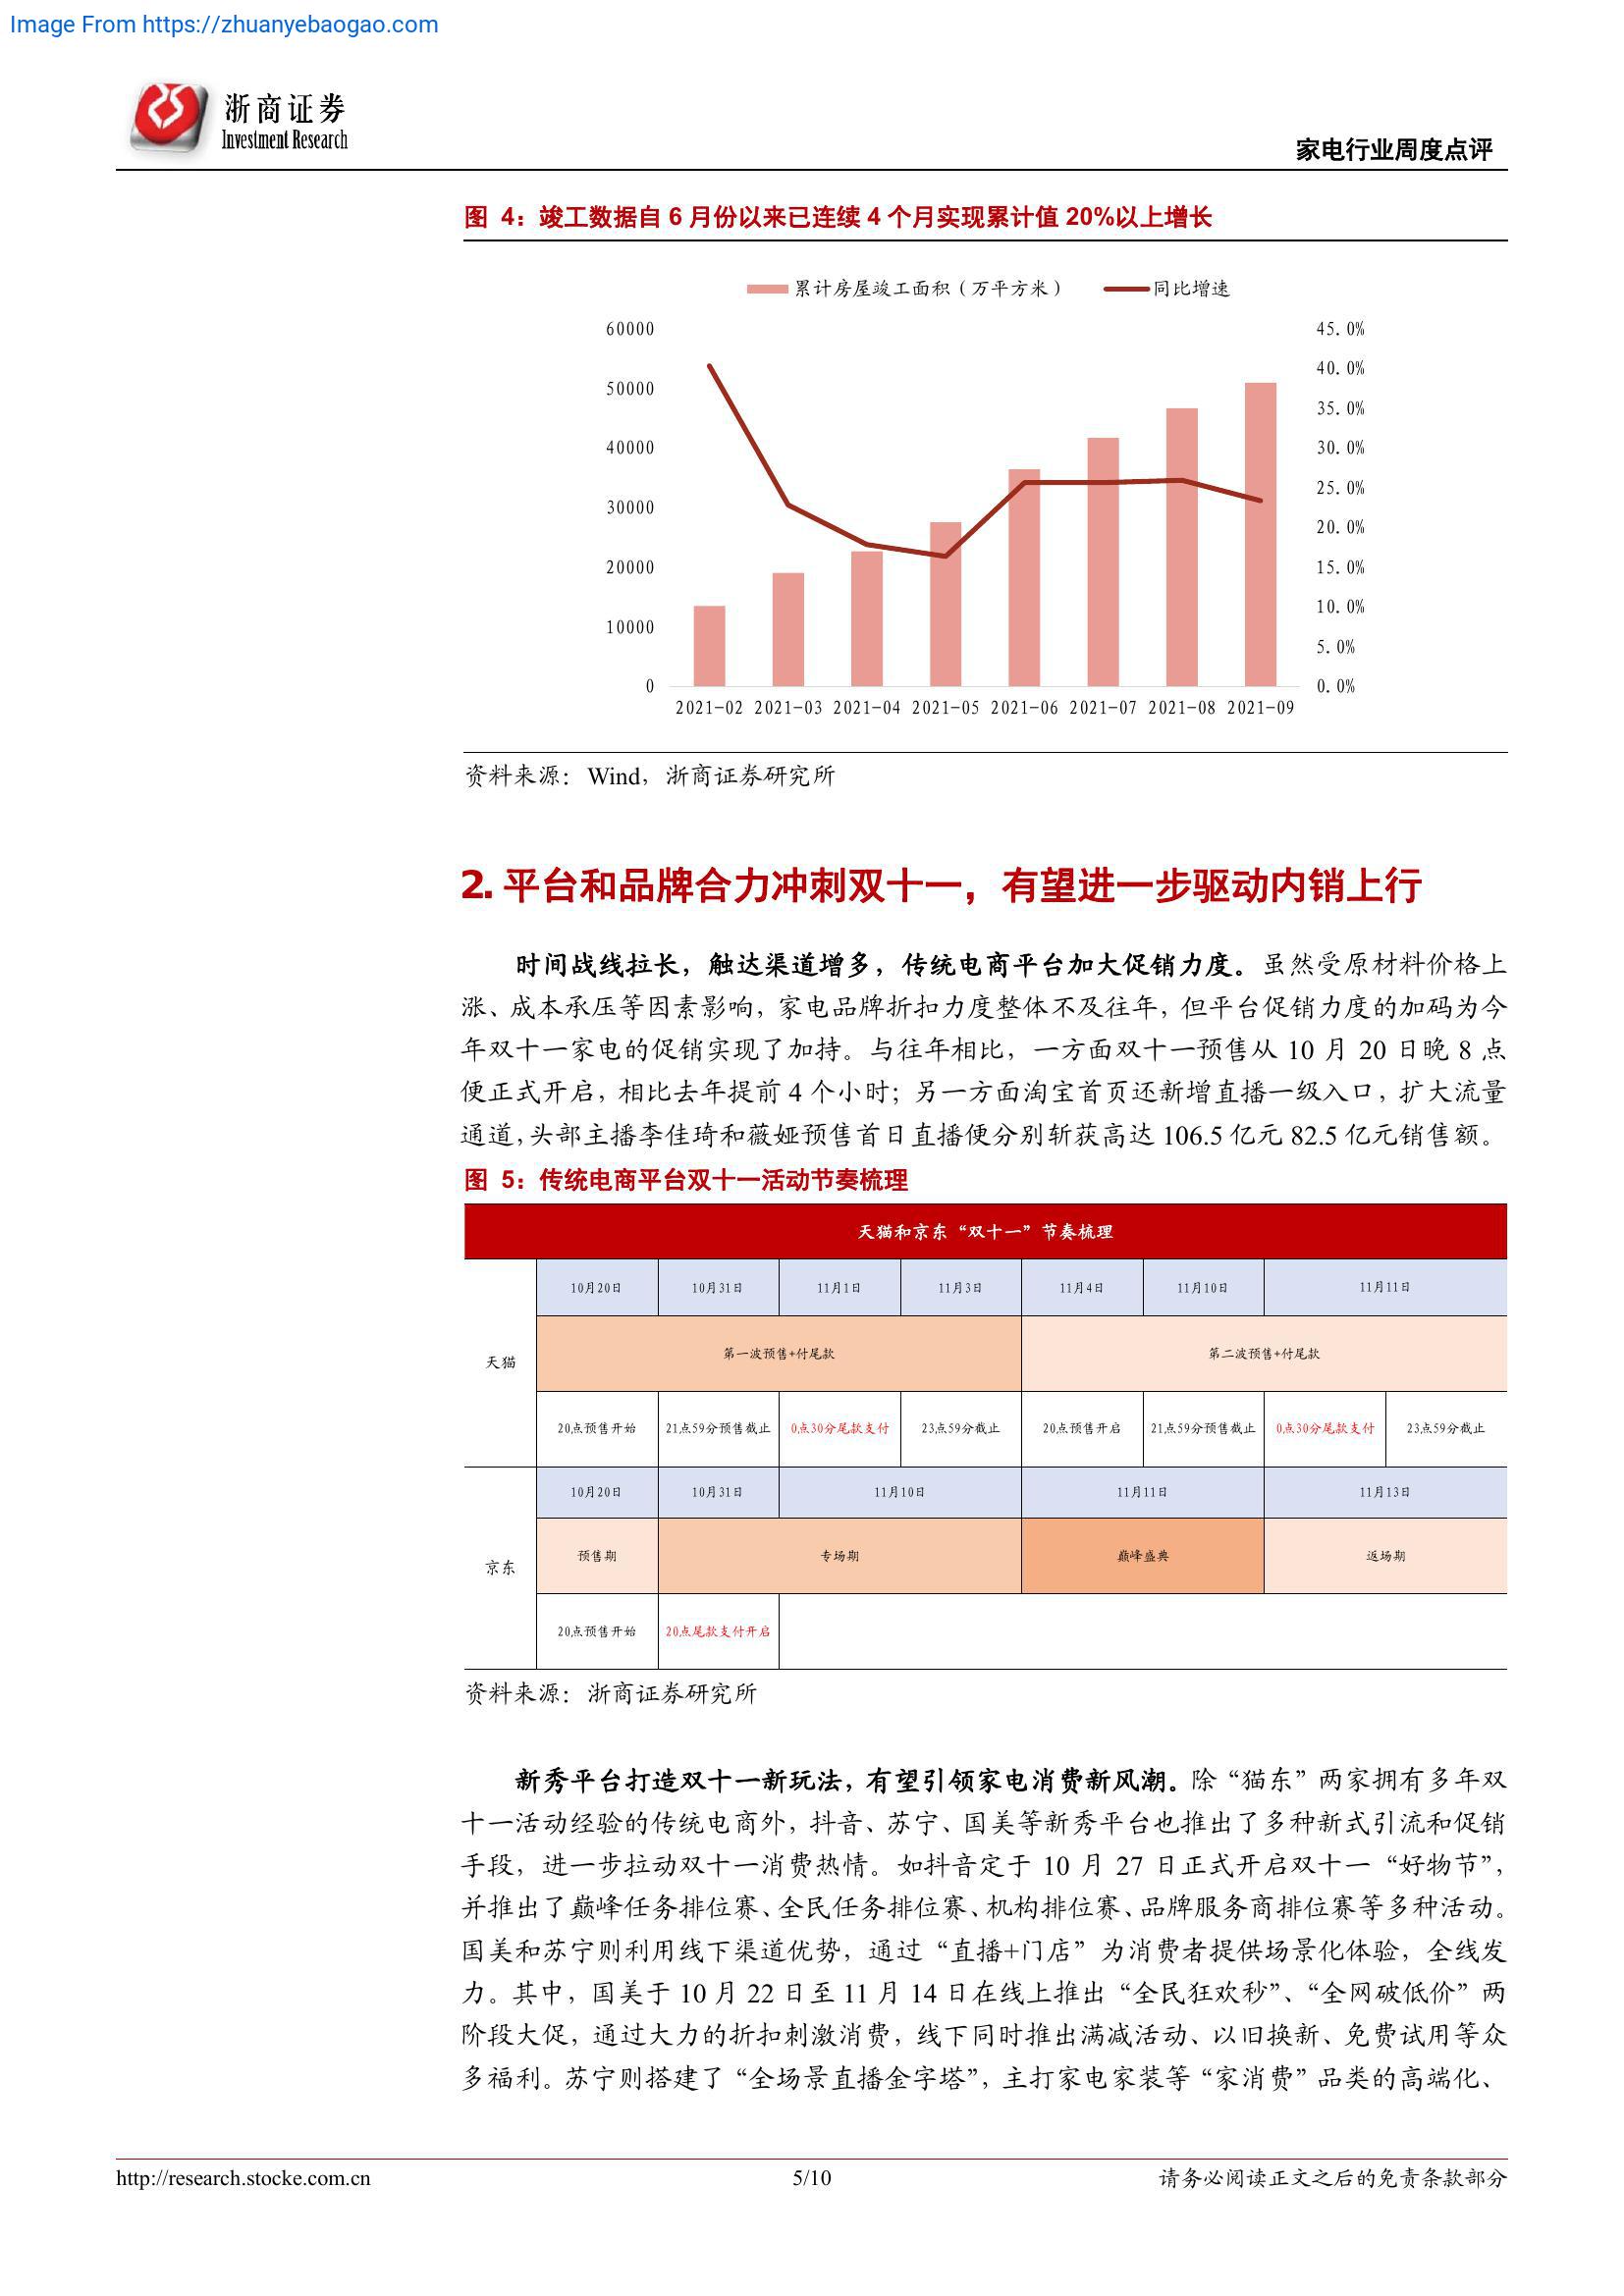 Image From https://zhuanyebaogao.com
浙商证券
Investment Research
家电行业周度点评
图 4：竣工数据自 6 月份以来已连续 4 个月实现累计值 20%以上增长
累计房屋竣工面积（万平方米） 同比增速
60000 45.0%
40.0%
50000
35.0%
40000 30.0%
25.0%
30000
20.0%
20000 15.0%
10.0%
10000
5.0%
0 0.0%
2021-02 2021-03 2021-04 2021-05 2021-06 2021-07 2021-08 2021-09
资料来源：Wind，浙商证券研究所
2. 平台和品牌合力冲刺双十一，有望进一步驱动内销上行
时间战线拉长，触达渠道增多，传统电商平台加大促销力度。虽然受原材料价格上
涨、成本承压等因素影响，家电品牌折扣力度整体不及往年，但平台促销力度的加码为今
年双十一家电的促销实现了加持。与往年相比，一方面双十一预售从 10 月 20 日晚 8 点
便正式开启，相比去年提前 4 个小时；另一方面淘宝首页还新增直播一级入口，扩大流量
通道，头部主播李佳琦和薇娅预售首日直播便分别斩获高达 106.5 亿元 82.5 亿元销售额。
图 5：传统电商平台双十一活动节奏梳理
天猫和京东“双十一”节奏梳理
10月20日 10月31日 11月1日 11月3日 11月4日 11月10日 11月11日
第一波预售+付尾款 第二波预售+付尾款
天猫
20点预售开始 21点59分预售截止 0点30分尾款支付 23点59分截止 20点预售开启 21点59分预售截止 0点30分尾款支付 23点59分截止
10月20日 10月31日 11月10日 11月11日 11月13日
预售期 专场期 巅峰盛典 返场期
京东
20点预售开始 20点尾款支付开启
资料来源：浙商证券研究所
新秀平台打造双十一新玩法，有望引领家电消费新风潮。除“猫东”两家拥有多年双
十一活动经验的传统电商外，抖音、苏宁、国美等新秀平台也推出了多种新式引流和促销
手段，进一步拉动双十一消费热情。如抖音定于 10 月 27 日正式开启双十一“好物节”，
并推出了巅峰任务排位赛、全民任务排位赛、机构排位赛、品牌服务商排位赛等多种活动。
国美和苏宁则利用线下渠道优势，通过“直播+门店”为消费者提供场景化体验，全线发
力。其中，国美于 10 月 22 日至 11 月 14 日在线上推出“全民狂欢秒”、“全网破低价”两
阶段大促，通过大力的折扣刺激消费，线下同时推出满减活动、以旧换新、免费试用等众
多福利。苏宁则搭建了“全场景直播金字塔”，主打家电家装等“家消费”品类的高端化、
http://research.stocke.com.cn 5/10 请务必阅读正文之后的免责条款部分